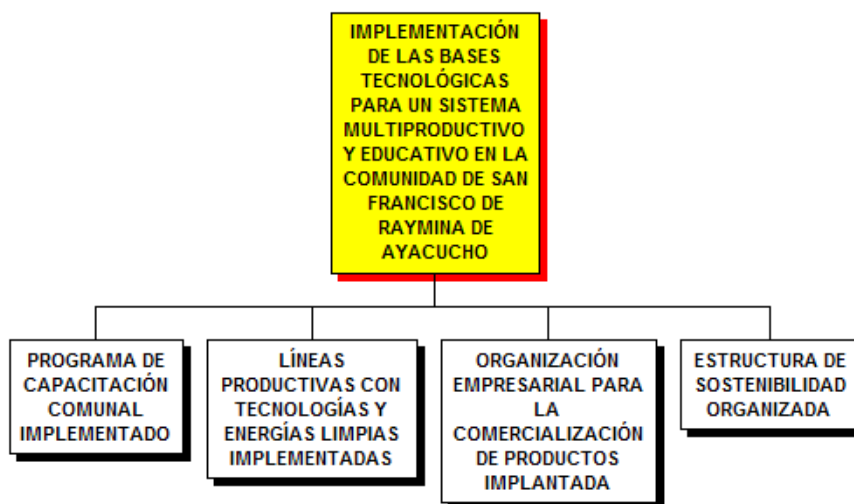 IMPLEMENTACIÓN
DE LAS BASES
TECNOLÓGICAS
PARA UN SISTEMA
MULTIPRODUCTIVO
Y EDUCATIVO EN LA
COMUNIDAD DE SAN
FRANCISCO DE
RAYMINA DE
AYACUCHO
PROGRAMA DE
CAPACITACIÓN
COMUNAL
IMPLEMENTADO
LÍNEAS
PRODUCTIVAS CON
TECNOLOGÍAS Y
ENERGÍAS LIMPIAS
IMPLEMENTADAS
ORGANIZACIÓN
EMPRESARIAL PARA
LA
COMERCIALIZACIÓN
DE PRODUCTOS
IMPLANTADA
ESTRUCTURA DE
SOSTENIBILIDAD
ORGANIZADA